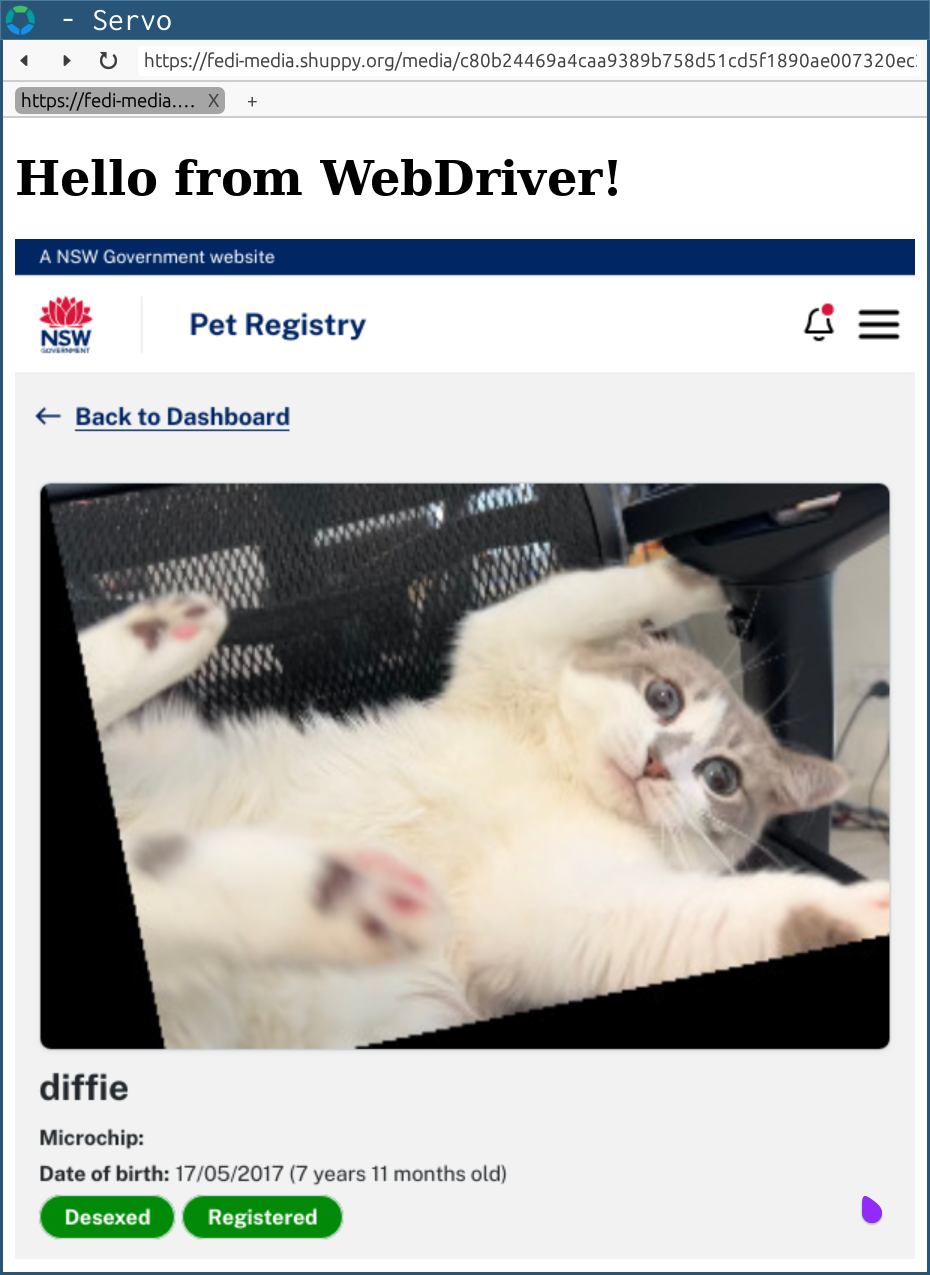 - Servo
https://fedi-media.shuppy.org/media/c80b24469a4caa9389b758d51cd5f1890ae007320ec
https://fedi-media.... X +
Hello from WebDriver!
A NSW Government website
NSW
GOVERNMENT
Pet Registry
← Back to Dashboard
diffie
Microchip:
Date of birth: 17/05/2017 (7 years 11 months old)
Desexed Registered